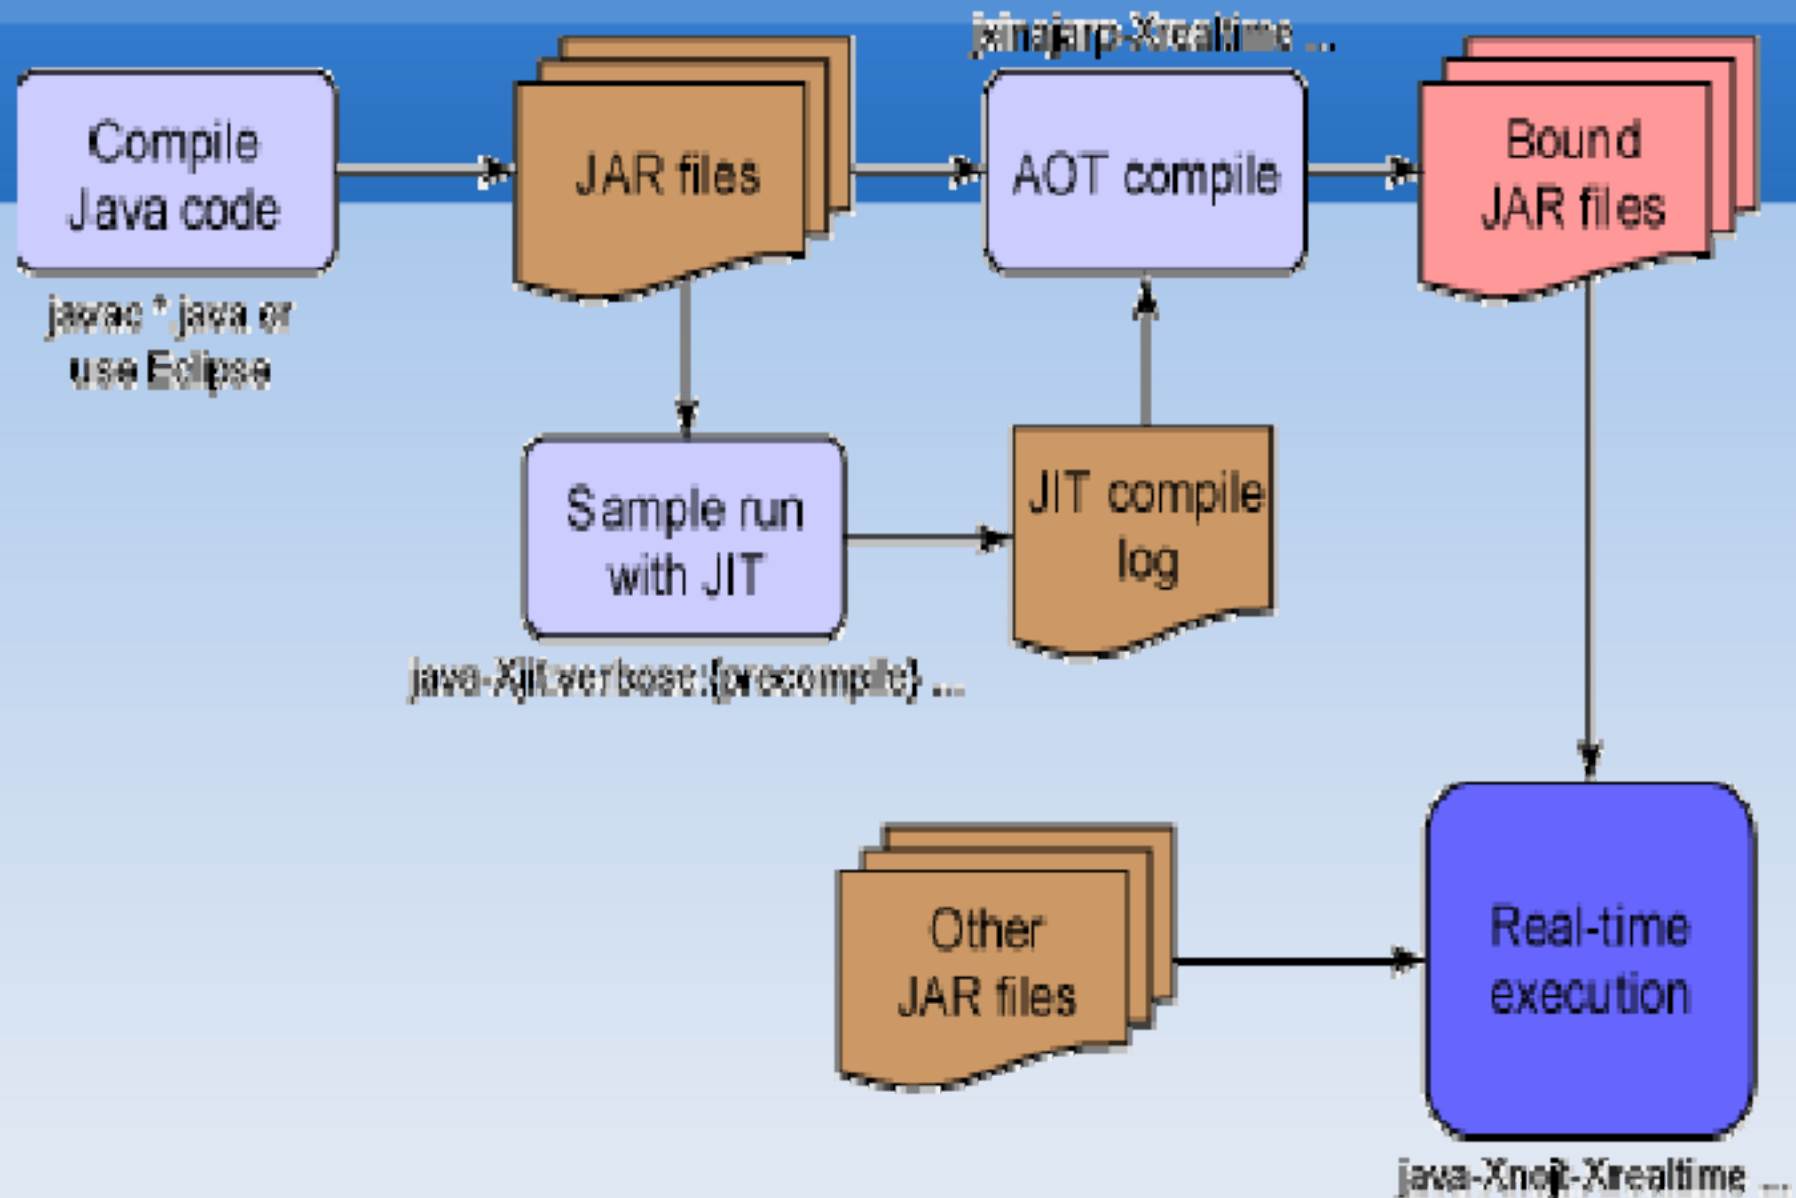 jxeinajar -Xrealtime ...
Compile
Java code
JAR files
AOT compile
Bound
JAR files
javac *.java or
use Eclipse
Sample run
with JIT
JIT compile
log
java -Xjit:verbose:{precompile} ...
Other
JAR files
Real-time
execution
java -Xnojit -Xrealtime ...